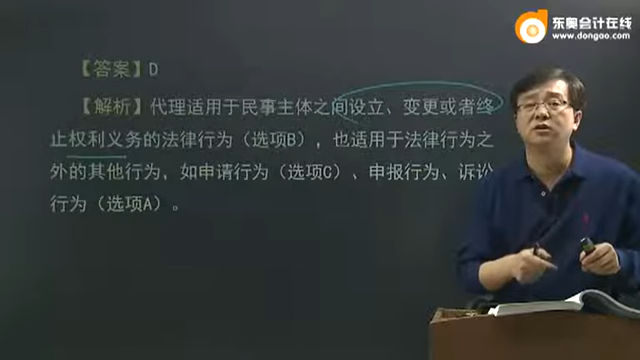 东奥会计在线
www.dongao.com
【答案】D
【解析】代理适用于民事主体之间设立、变更或者终
止权利义务的法律行为（选项B），也适用于法律行为之
外的其他行为，如申请行为（选项C）、申报行为、诉讼
行为（选项A）。